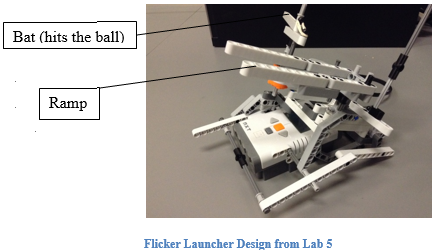 Bat (hits the ball)
Ramp
Flicker Launcher Design from Lab 5